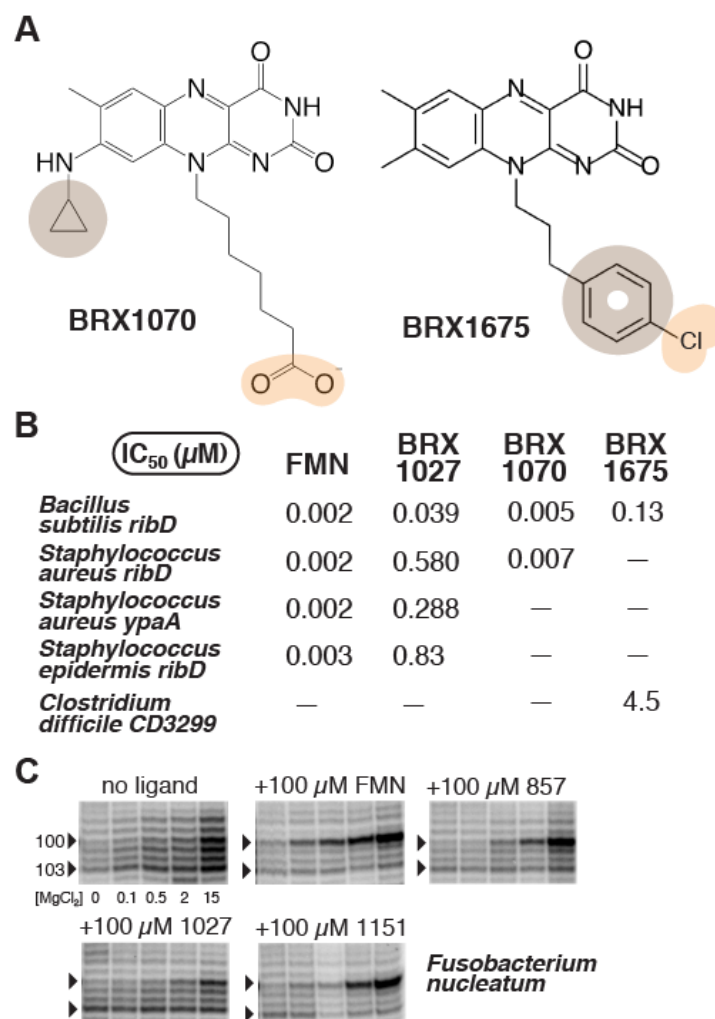 A
O
N
NH
HN
N
N
O
O
O⁻
BRX1070
O
N
NH
N
N
O
Cl
BRX1675
B
IC₅₀ (µM) FMN BRX 1027 BRX 1070 BRX 1675
Bacillus subtilis ribD 0.002 0.039 0.005 0.13
Staphylococcus aureus ribD 0.002 0.580 0.007 —
Staphylococcus aureus ypaA 0.002 0.288 — —
Staphylococcus epidermis ribD 0.003 0.83 — —
Clostridium difficile CD3299 — — — 4.5
C
no ligand +100 µM FMN +100 µM 857
100
103
[MgCl₂] 0 0.1 0.5 2 15
+100 µM 1027 +100 µM 1151
Fusobacterium
nucleatum